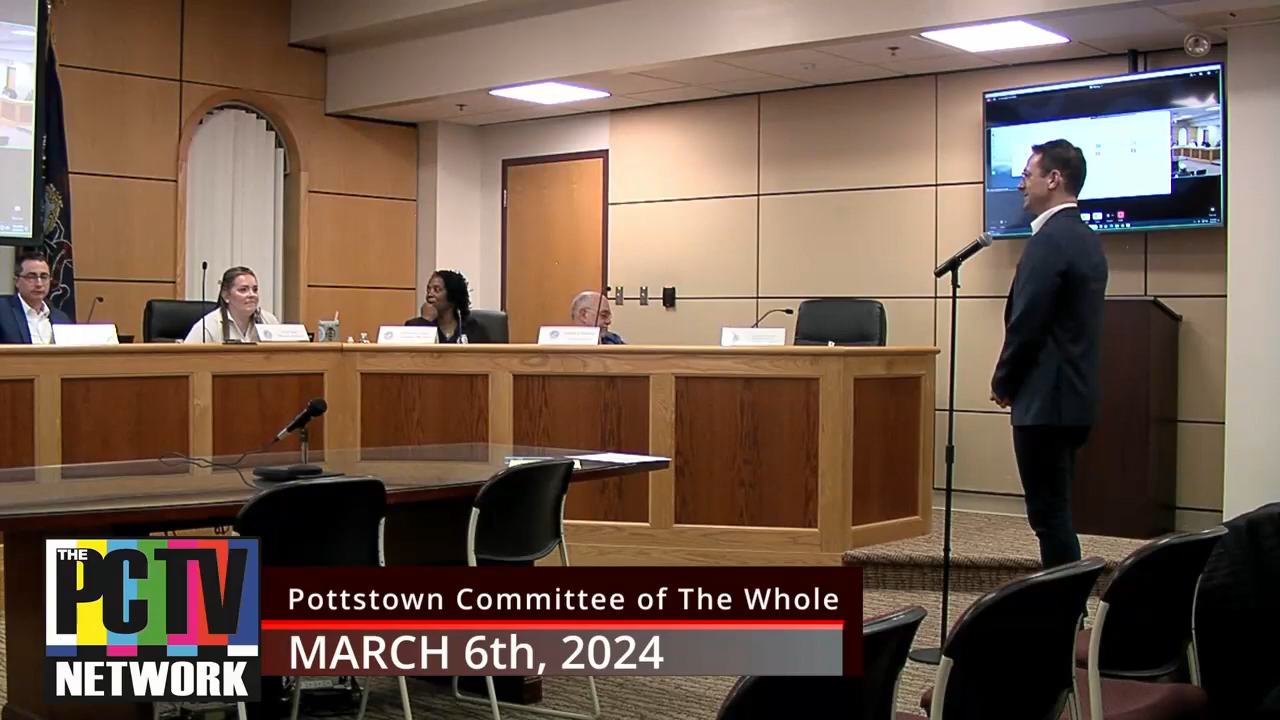 THE
PCTV
NETWORK
Pottstown Committee of The Whole
MARCH 6th, 2024